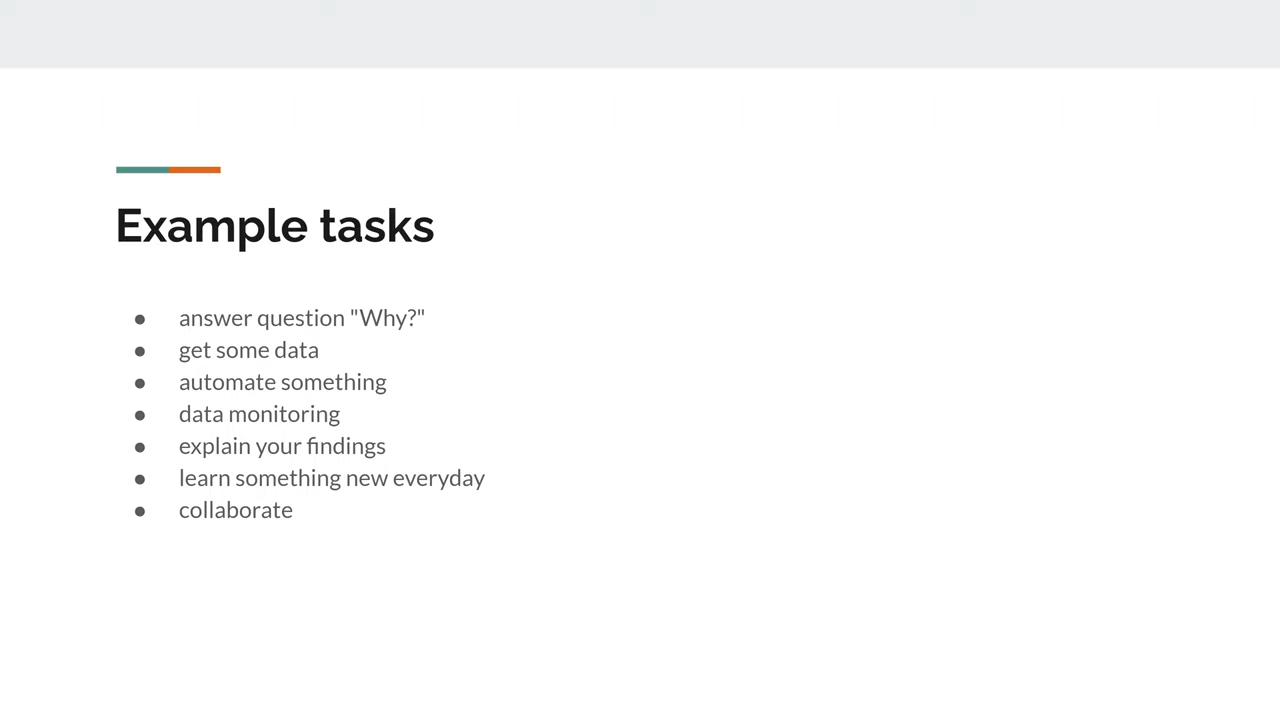 Example tasks
● answer question "Why?"
● get some data
● automate something
● data monitoring
● explain your findings
● learn something new everyday
● collaborate